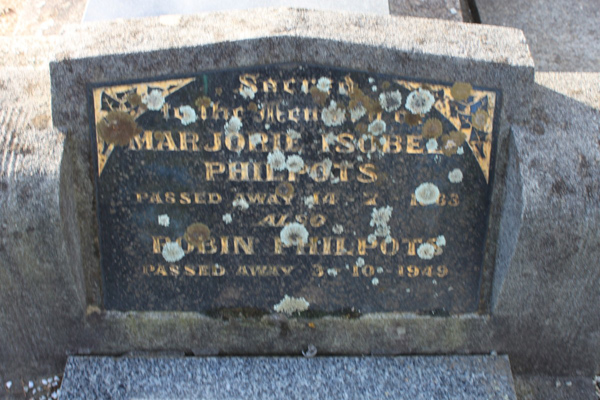 Sacred
to the Memory of
MARJORIE ISOBEL
PHILPOTS
PASSED AWAY 14 - 7
ALSO
ROBIN PHILPOTS
PASSED AWAY 3 - 10 - 1949